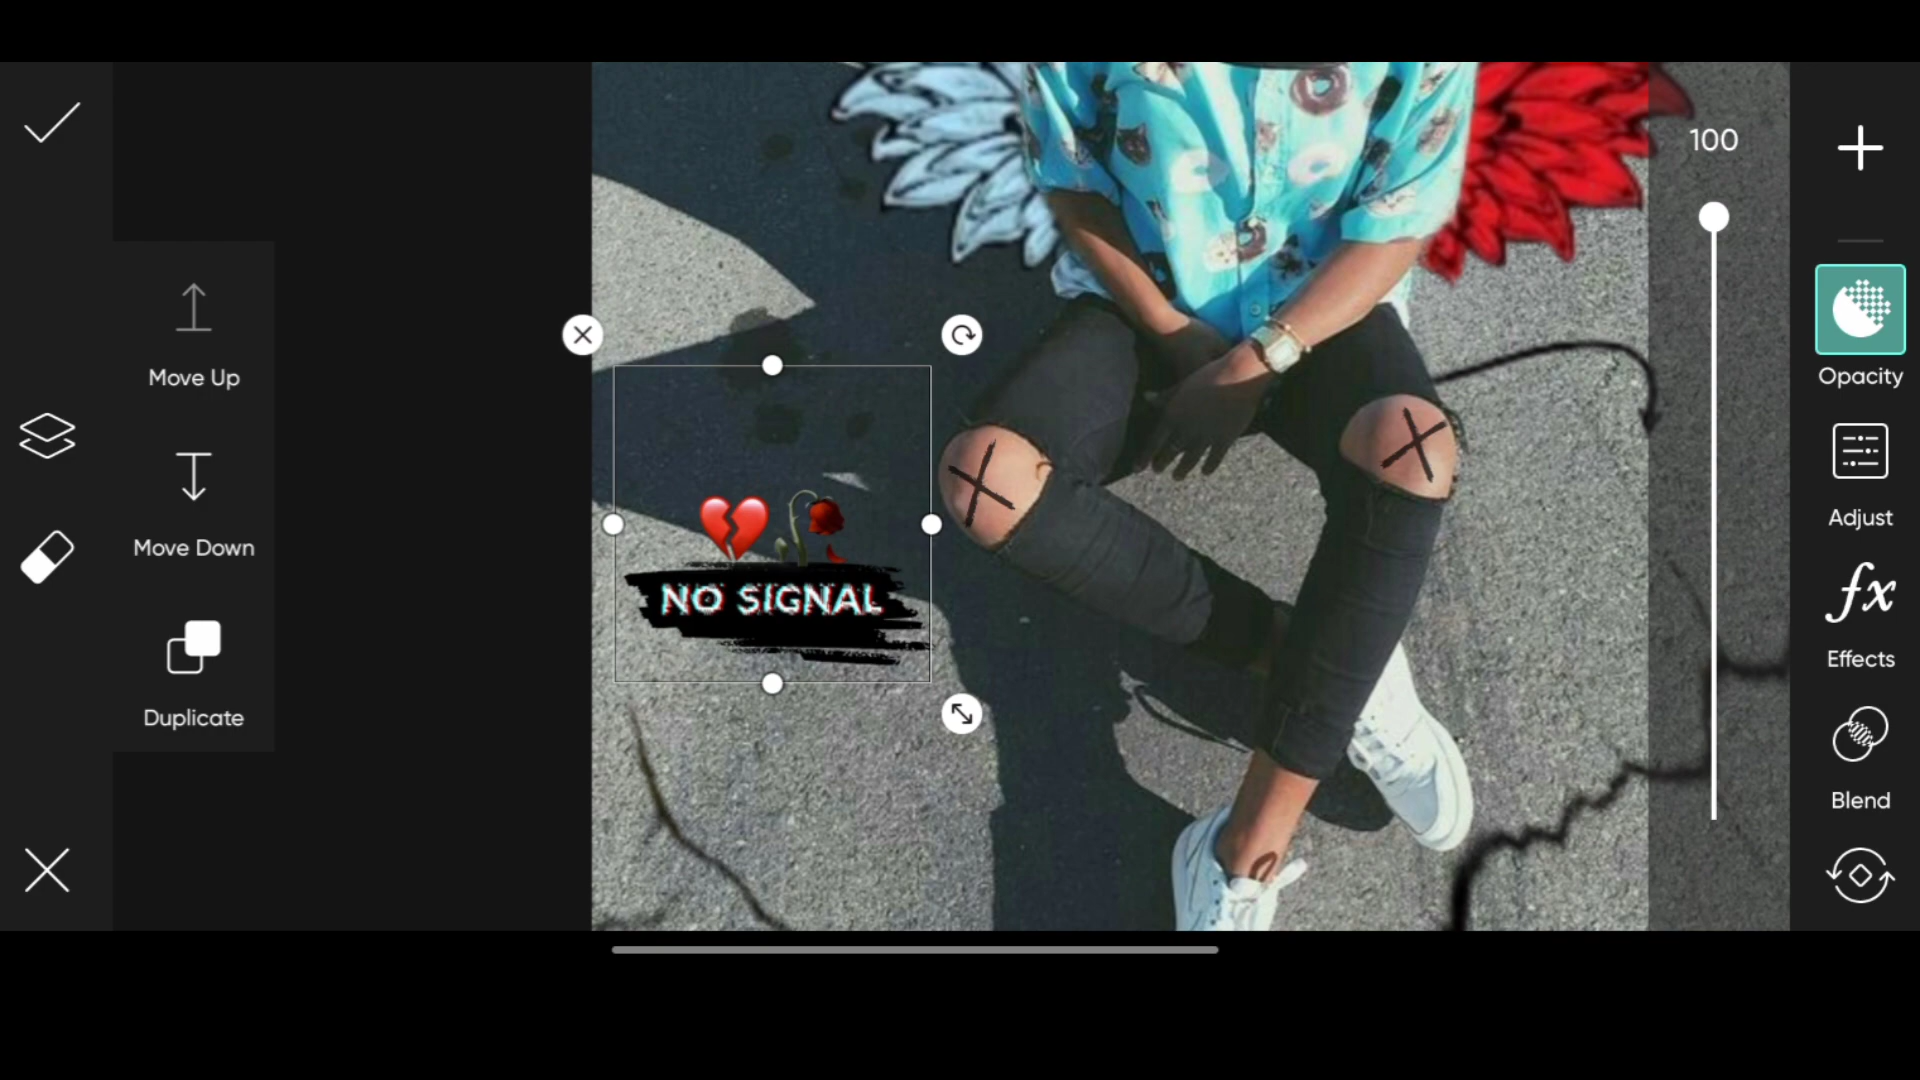 100
Move Up
Opacity
Adjust
Move Down
NO SIGNAL
Effects
Duplicate
Blend